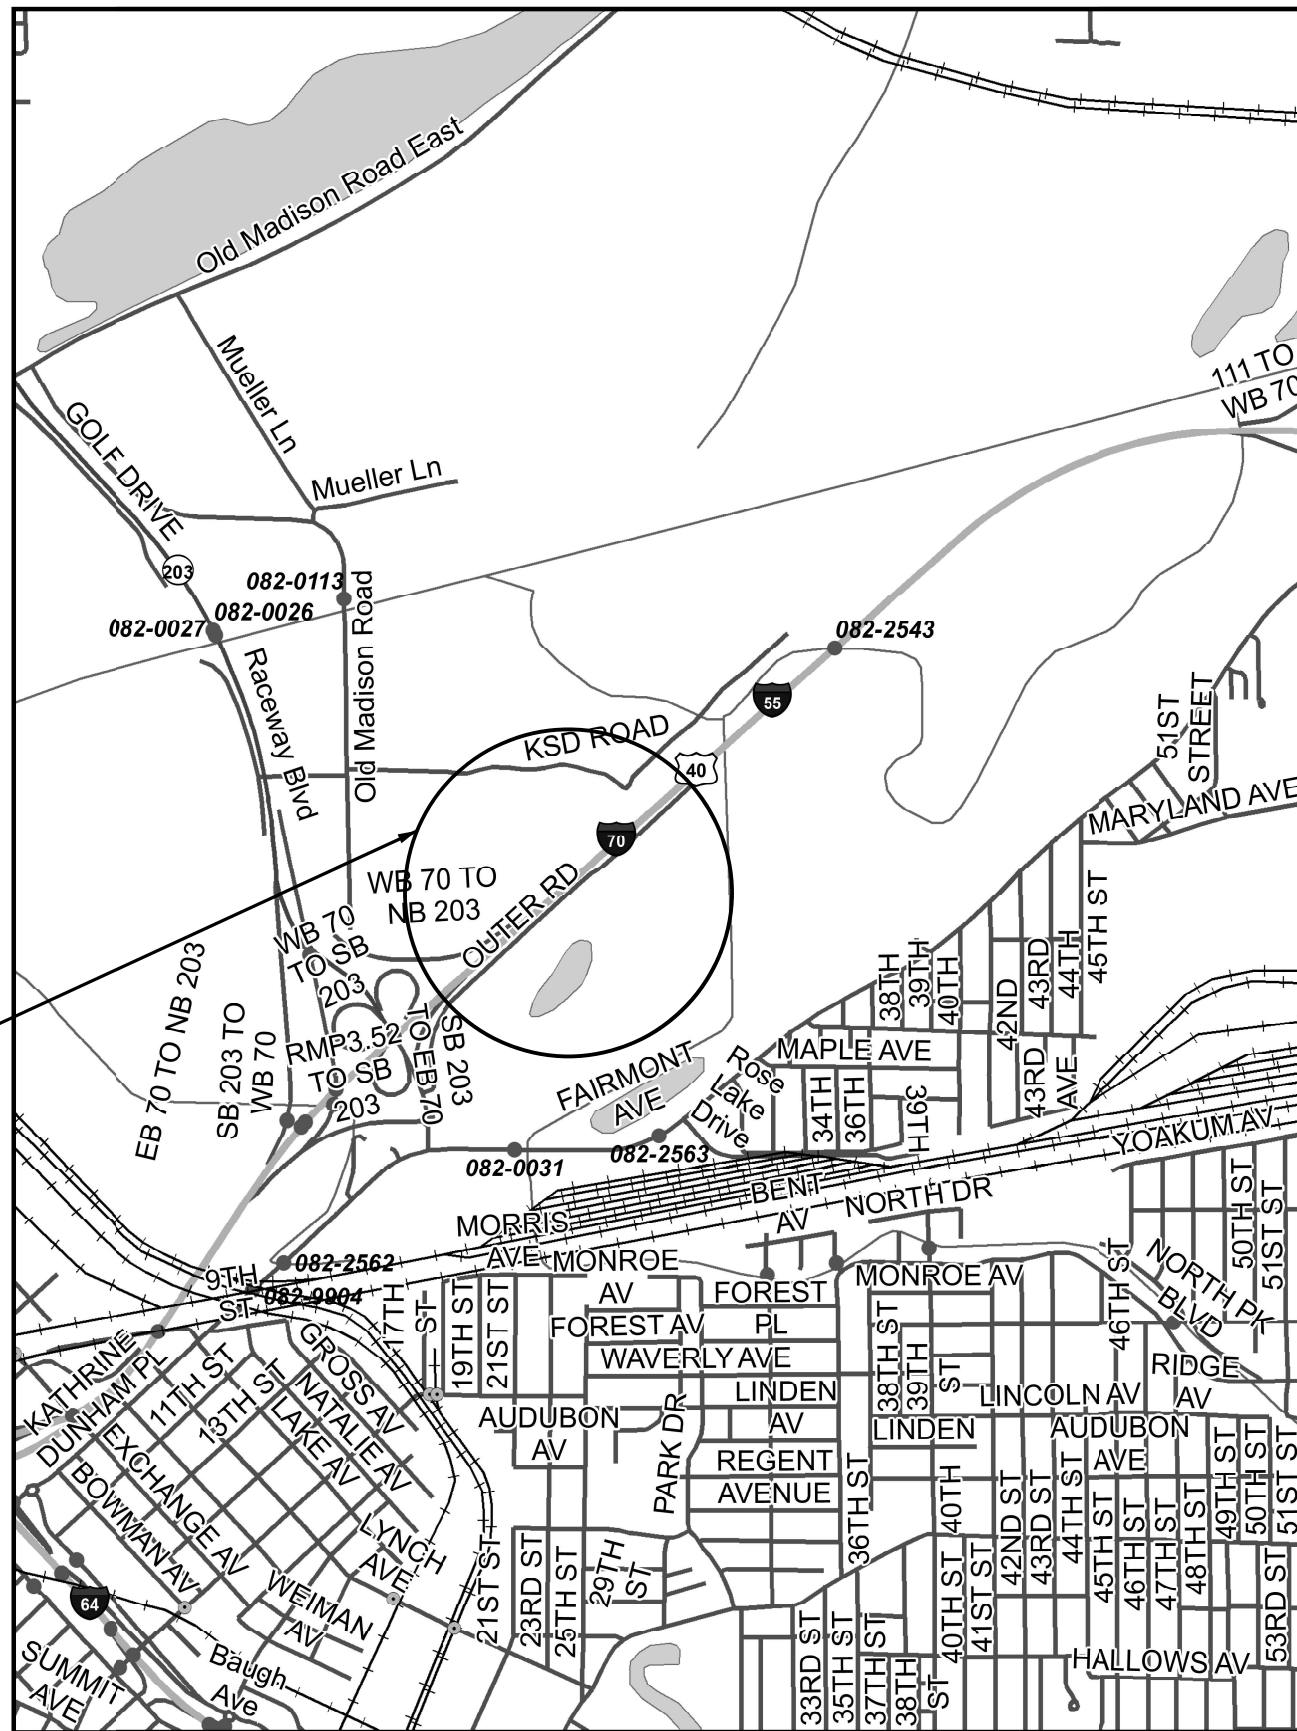 Old Madison Road East
Mueller Ln
Mueller Ln
GOLF DRIVE
111 TO
WB 70
203
082-0113
082-0026
082-0027
Old Madison Road
Raceway Blvd
082-2543
55
KSD ROAD
40
70
51ST
STREET
MARYLAND AVE
WB 70 TO
NB 203
OUTER RD
WB 70
TO SB
203
EB 70 TO NB 203
SB 203 TO
WB 70
RMP3.52
TO SB
203
TO EB 70
SB 203
38TH
39TH
40TH
42ND
43RD
44TH
45TH ST
FAIRMONT
AVE
Rose
Lake
Drive
MAPLE AVE
34TH
36TH
39TH
43RD
AVE
YOAKUM AV
082-0031
082-2563
BENT
AV
NORTH DR
MORRIS
AVE
MONROE
AV
082-2562
9TH
ST
082-9904
17TH
ST
19TH ST
21ST ST
FOREST
PL
FOREST AV
MONROE AV
46TH ST
NORTH PK
BLVD
50TH ST
51ST ST
WAVERLY AVE
38TH ST
39TH
ST
RIDGE
AV
KATHRINE
DUNHAM PL
11TH ST
13TH ST
GROSS AV
NATALIE AV
LAKE AV
AUDUBON
AV
LINDEN
AV
LINDEN
LINCOLN AV
AUDUBON
AVE
PARK DR
REGENT
AVENUE
EXCHANGE AV
BOWMAN AV
LYNCH
AVE
WEIMAN
AV
21ST ST
23RD ST
25TH ST
29TH
ST
36TH ST
40TH
42ND ST
43RD ST
44TH ST
45TH ST
46TH ST
47TH ST
48TH ST
49TH ST
50TH ST
51ST ST
64
SUMMIT
AVE
Baugh
Ave
33RD ST
35TH ST
37TH ST
38TH
ST
40TH ST
41ST ST
HALLOWS AV
53RD ST